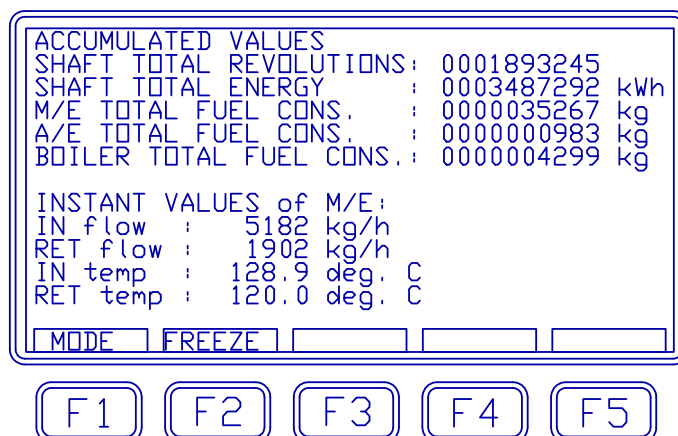 ACCUMULATED VALUES
SHAFT TOTAL REVOLUTIONS: 0001893245
SHAFT TOTAL ENERGY : 0003487292 kWh
M/E TOTAL FUEL CONS. : 0000035267 kg
A/E TOTAL FUEL CONS. : 0000000983 kg
BOILER TOTAL FUEL CONS.: 0000004299 kg
INSTANT VALUES of M/E:
IN flow : 5182 kg/h
RET flow : 1902 kg/h
IN temp : 128.9 deg. C
RET temp : 120.0 deg. C
MODE FREEZE
F1 F2 F3 F4 F5